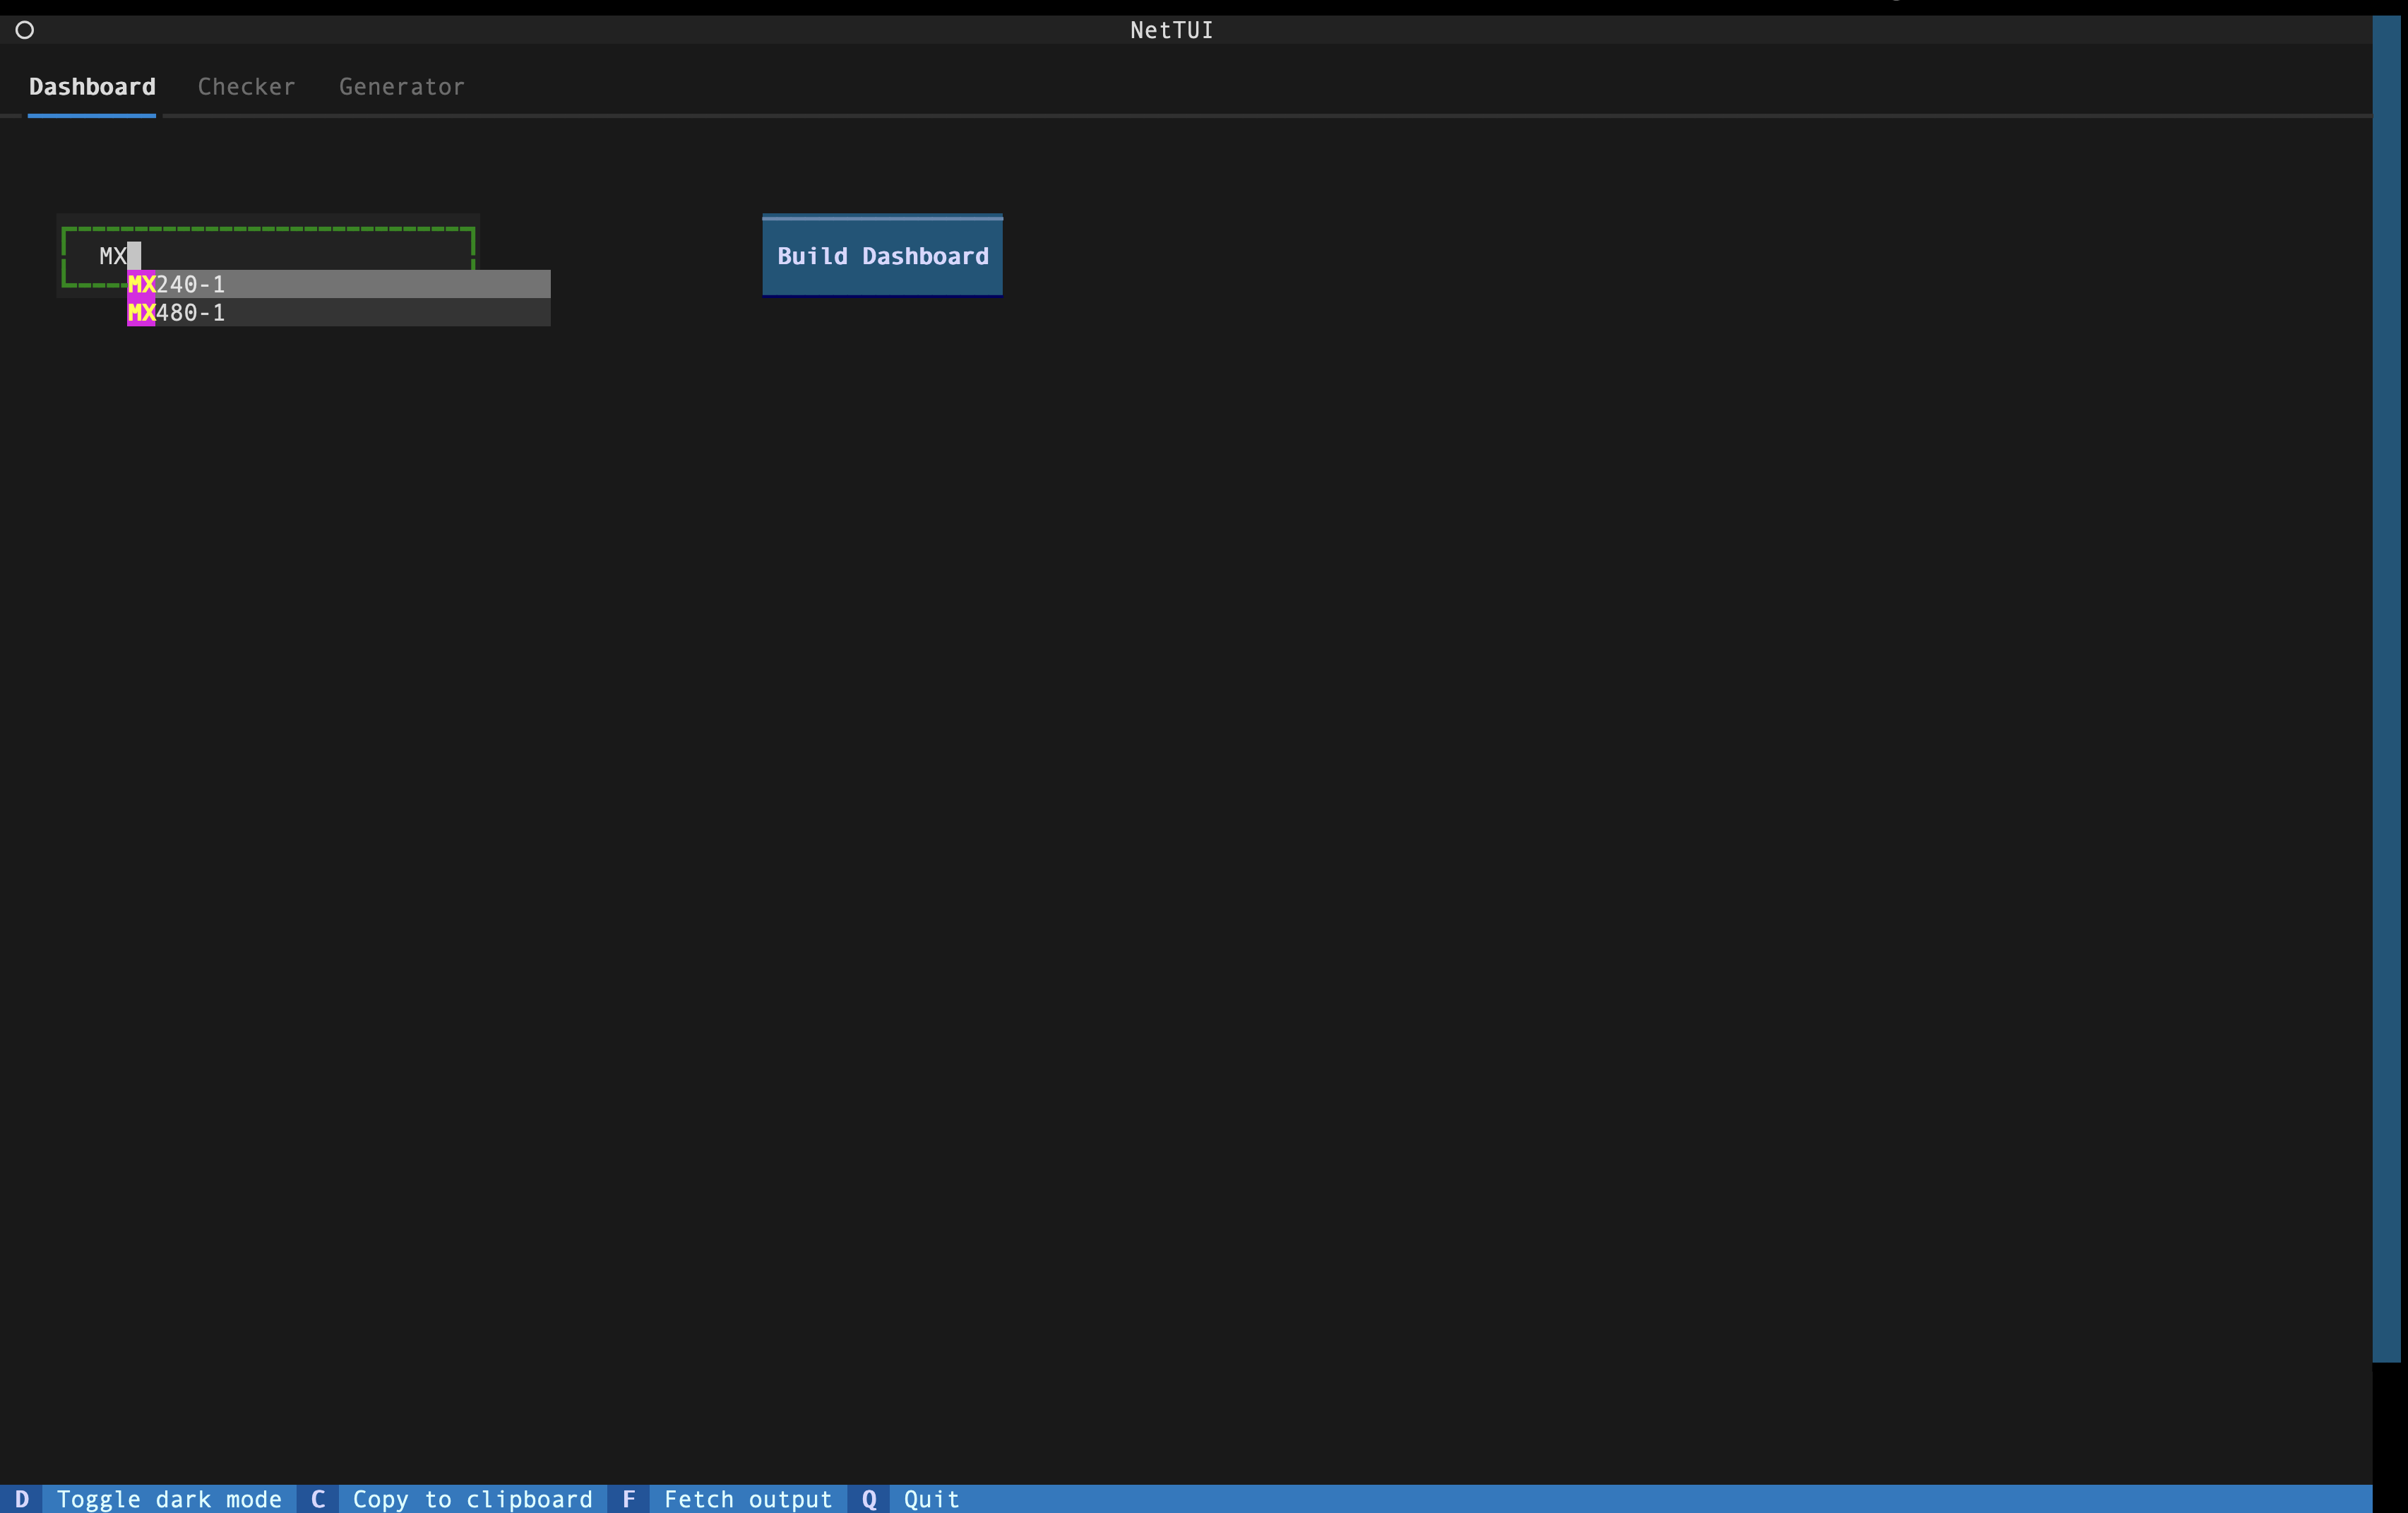 NetTUI
Dashboard Checker Generator
MX
Build Dashboard
MX240-1
MX480-1
D Toggle dark mode C Copy to clipboard F Fetch output Q Quit